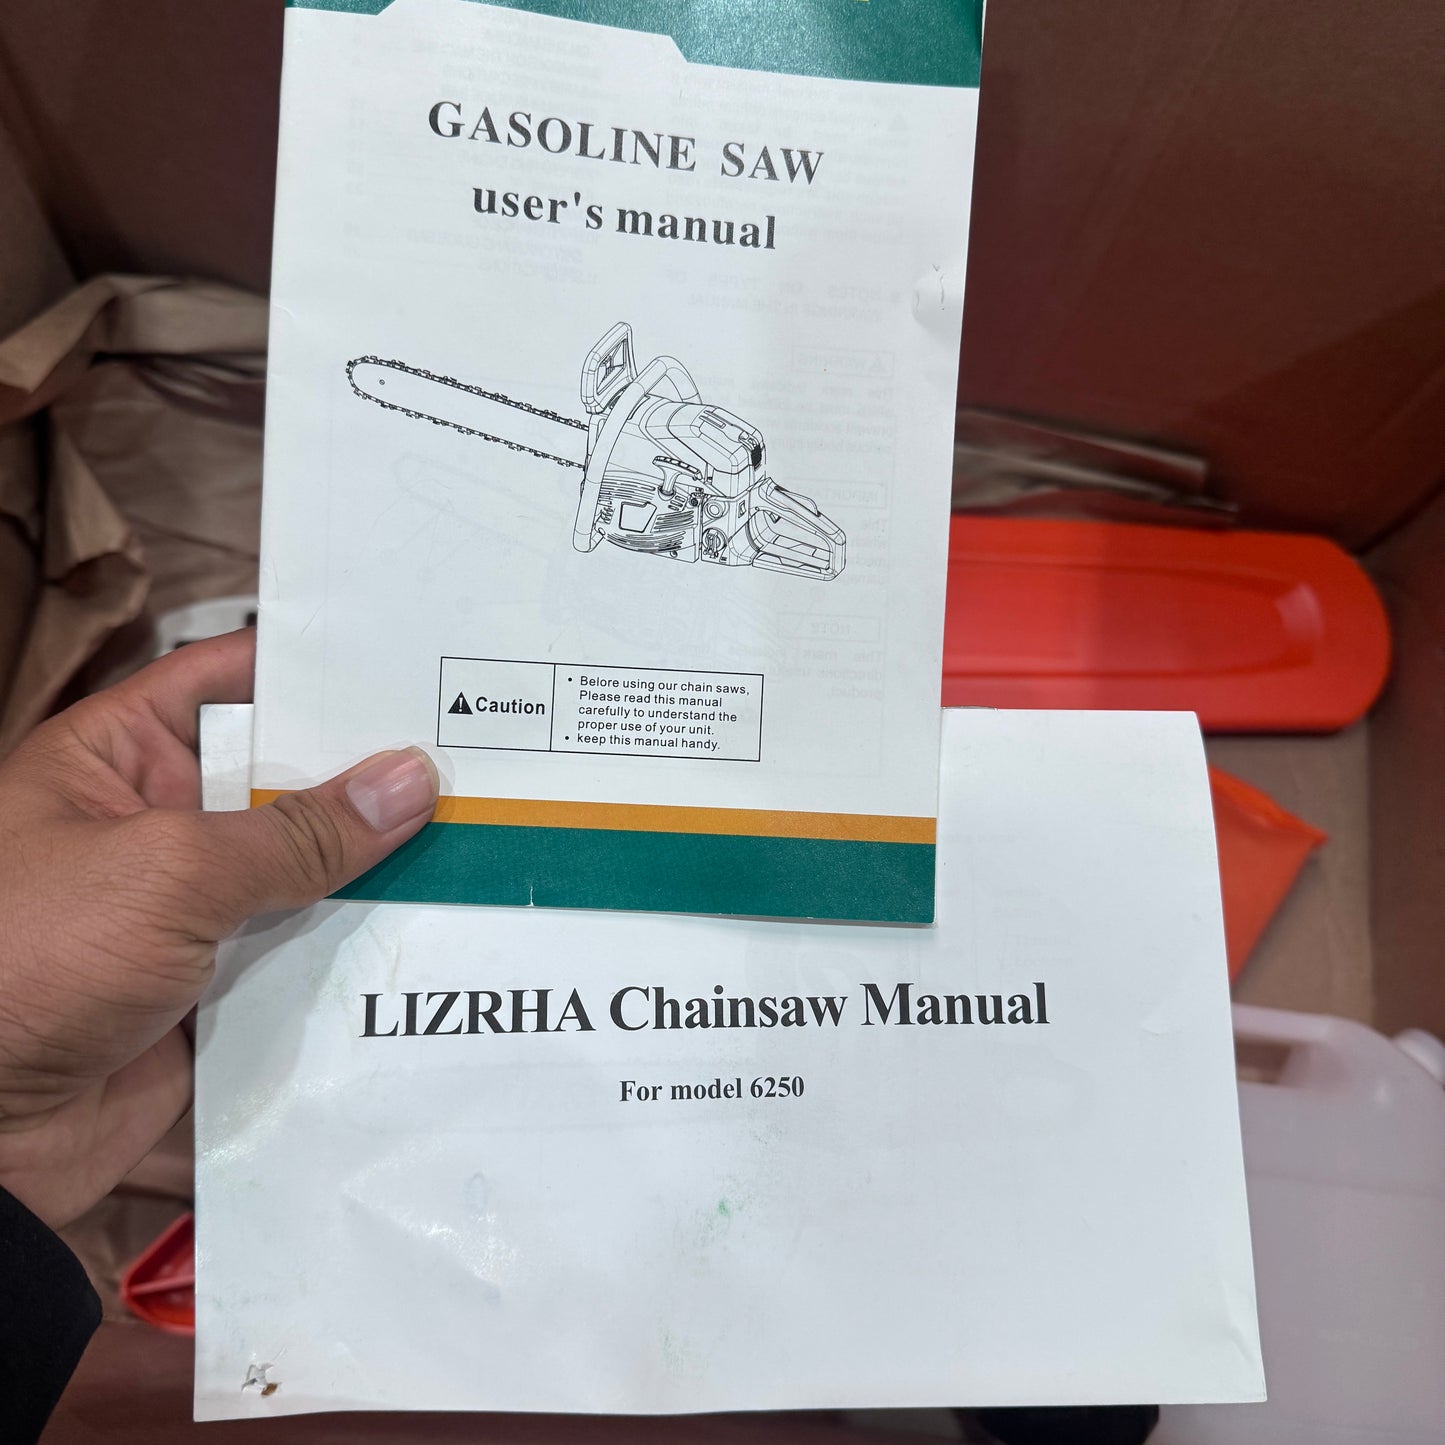 GASOLINE SAW
user's manual
Caution
• Belore using our chain saws,
Please read this manual
carefully to understand the
proper use of your unit.
• keep this manual handy.
LIZRHA Chainsaw Manual
For model 6250